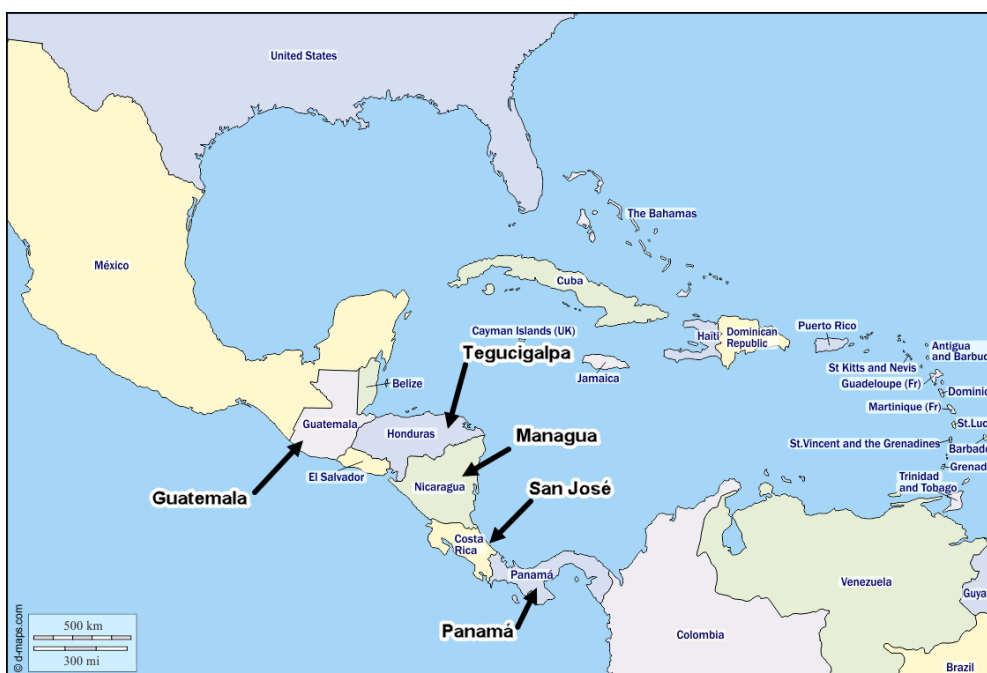 United States
The Bahamas
México
Cuba
Cayman Islands (UK)
Haïti
Dominican
Republic
Puerto Rico
Antigua
and Barbud
Tegucigalpa
St Kitts and Nevis
Jamaica
Guadeloupe (Fr)
Belize
Dominic
Martinique (Fr)
Guatemala
St.Luc
Honduras
Managua
St.Vincent and the Grenadines
Barbado
Grenad
El Salvador
Nicaragua
Guatemala
San José
Trinidad
and Tobago
Costa
Rica
Panamá
Venezuela
Guya
Panamá
Colombia
500 km
300 mi
Brazil
© d-maps.com